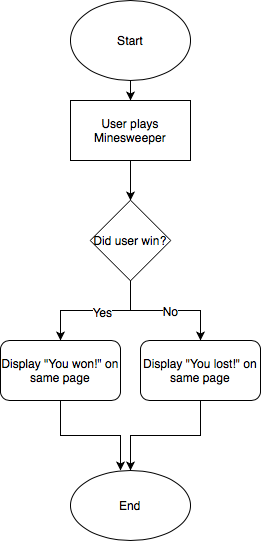 Start
User plays
Minesweeper
Did user win?
Yes
No
Display "You won!" on
same page
Display "You lost!" on
same page
End